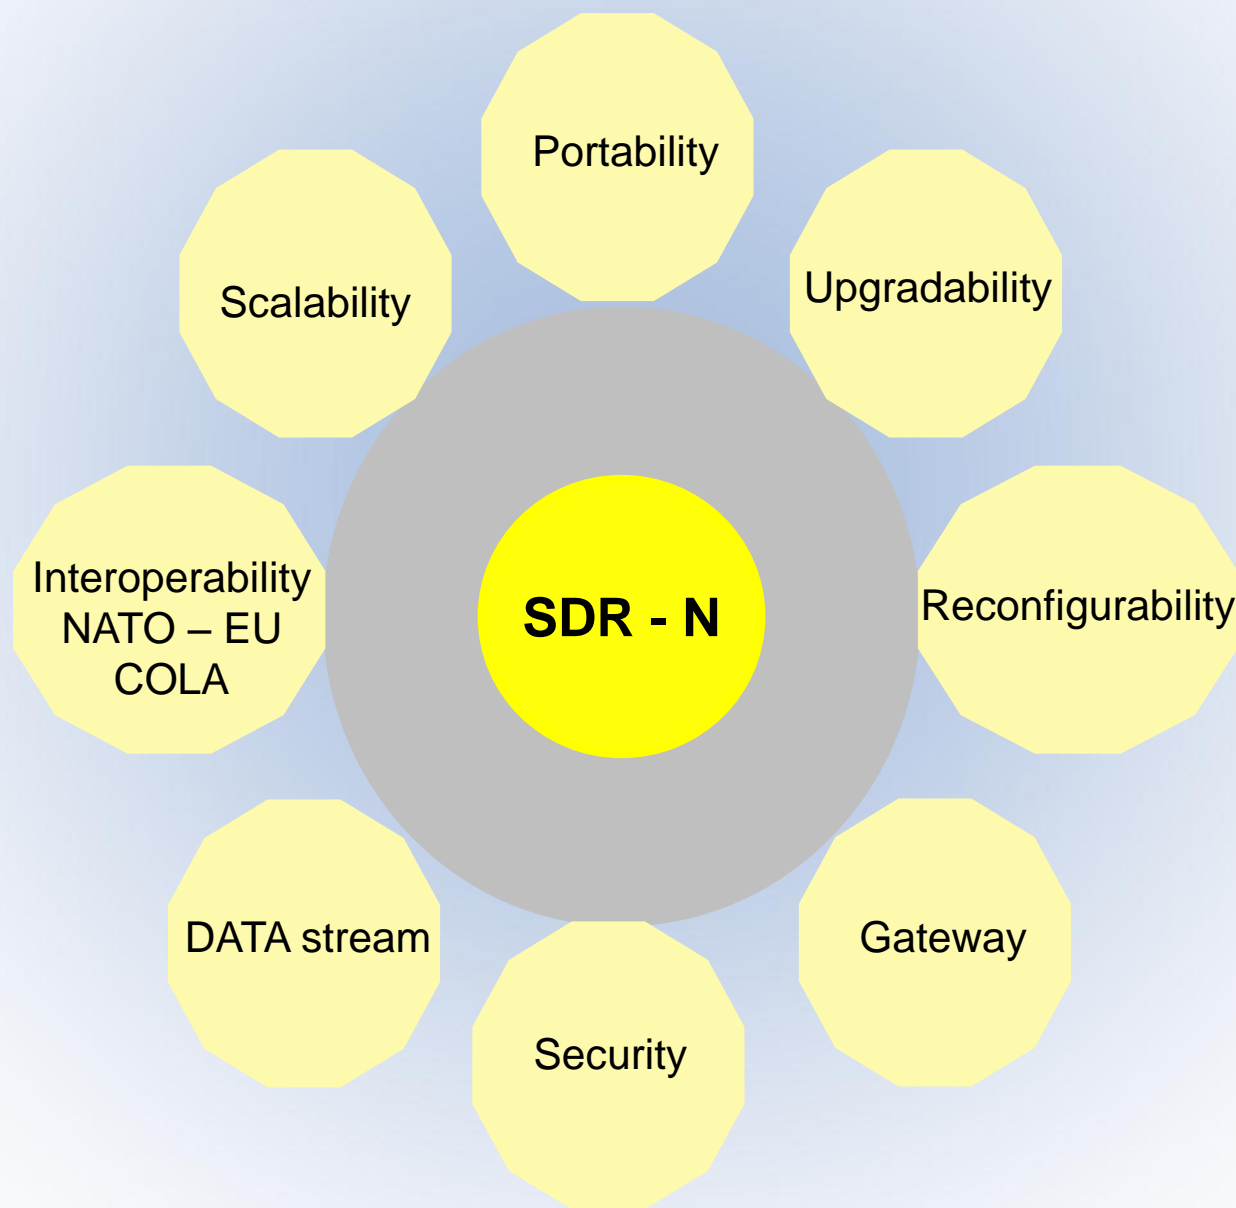 Portability
Upgradability
Scalability
Interoperability
NATO – EU
COLA
SDR - N
Reconfigurability
DATA stream
Gateway
Security